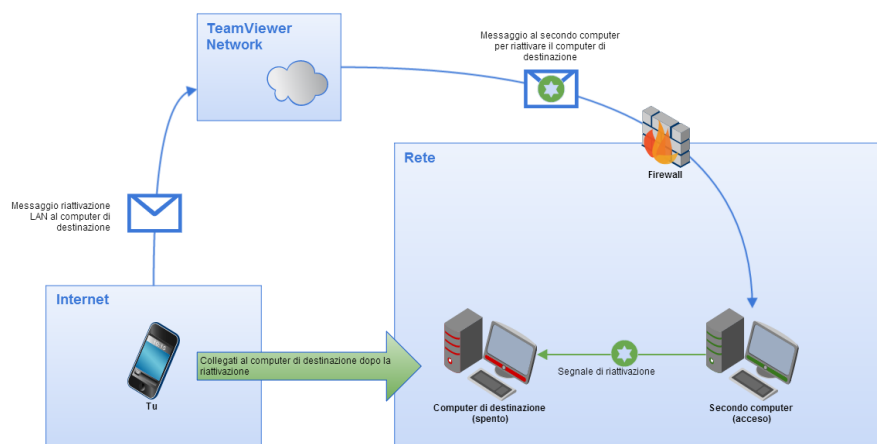 TeamViewer
Network
Messaggio al secondo computer
per riattivare il computer di
destinazione
Rete
Firewall
Messaggio riattivazione
LAN al computer di
destinazione
Internet
Collegati al computer di destinazione dopo la
riattivazione
Segnale di riattivazione
Tu
Computer di destinazione
(spento)
Secondo computer
(acceso)